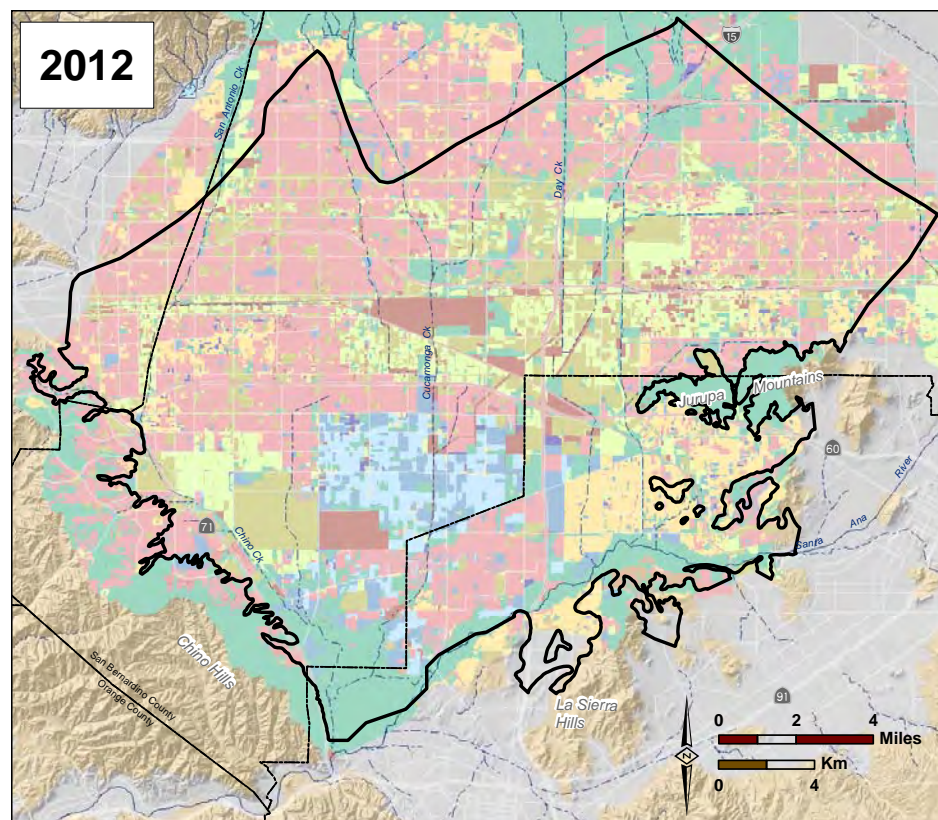 2012
15
San Antonio Ck
Day Ck
Cucamonga Ck
Jurupa
Mountains
60
River
Ana
Santa
71
Chino Ck
Chino Hills
San Bernardino County
Orange County
La Sierra
Hills
91
0 2 4
Miles
Km
0 4
N